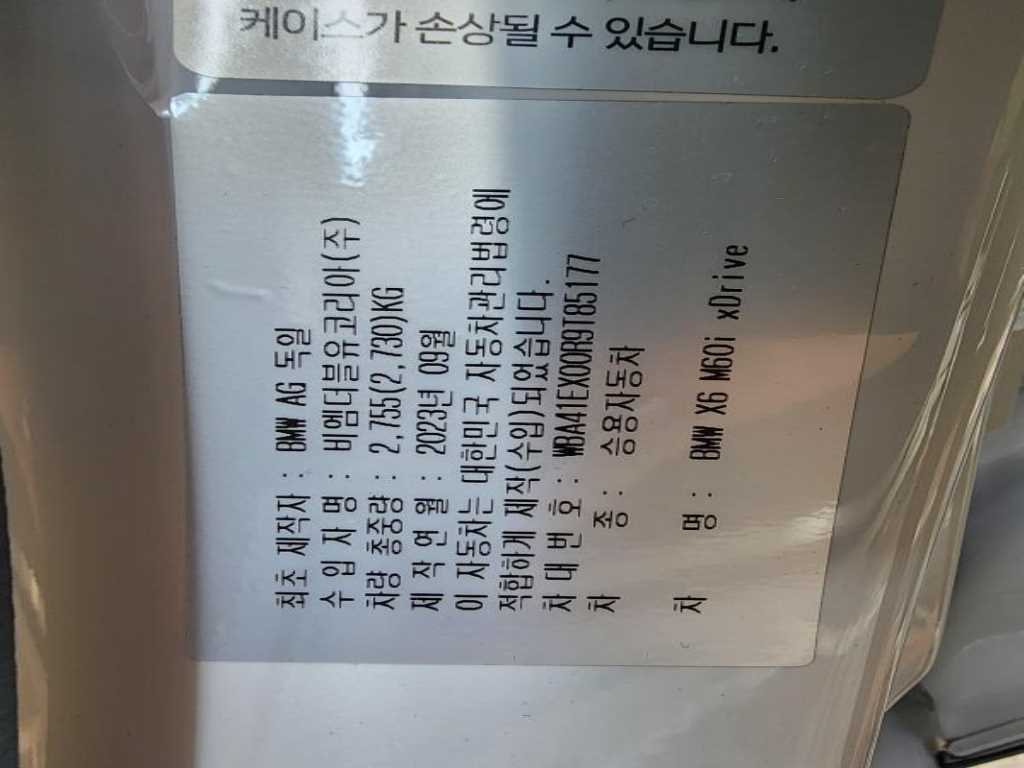 케이스가 손상될 수 있습니다.
최초 제작자 : BMW AG 독일
수 입 자 명 : 비엠더블유코리아(주)
차량 총중량 : 2,755(2,730)KG
제 작 연 월 : 2023년 09월
이 자동차는 대한민국 자동차관리법령에
적합하게 제작(수입)되었습니다.
차 대 번 호 : WBA41EX00R9T85177
차 종 : 승용자동차
차 명 : BMW X6 M60i xDrive